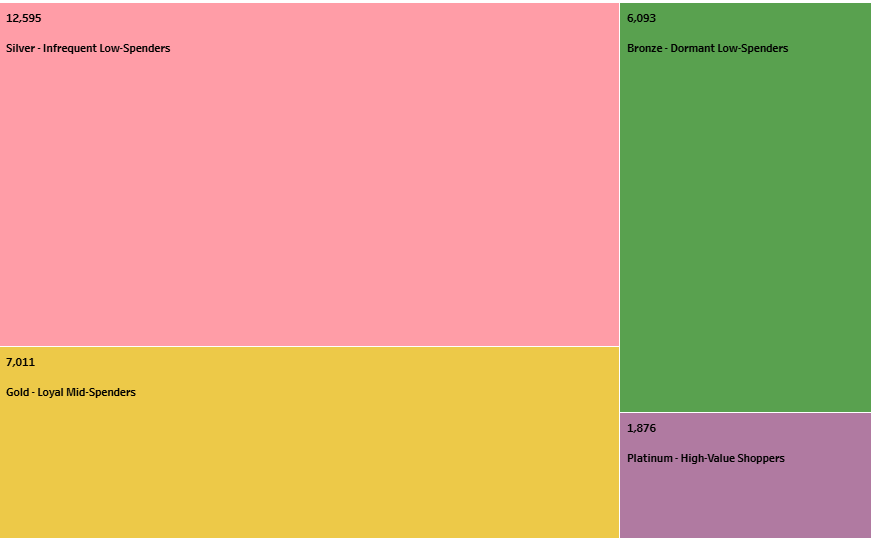 12,595
Silver - Infrequent Low-Spenders
6,093
Bronze - Dormant Low-Spenders
7,011
Gold - Loyal Mid-Spenders
1,876
Platinum - High-Value Shoppers